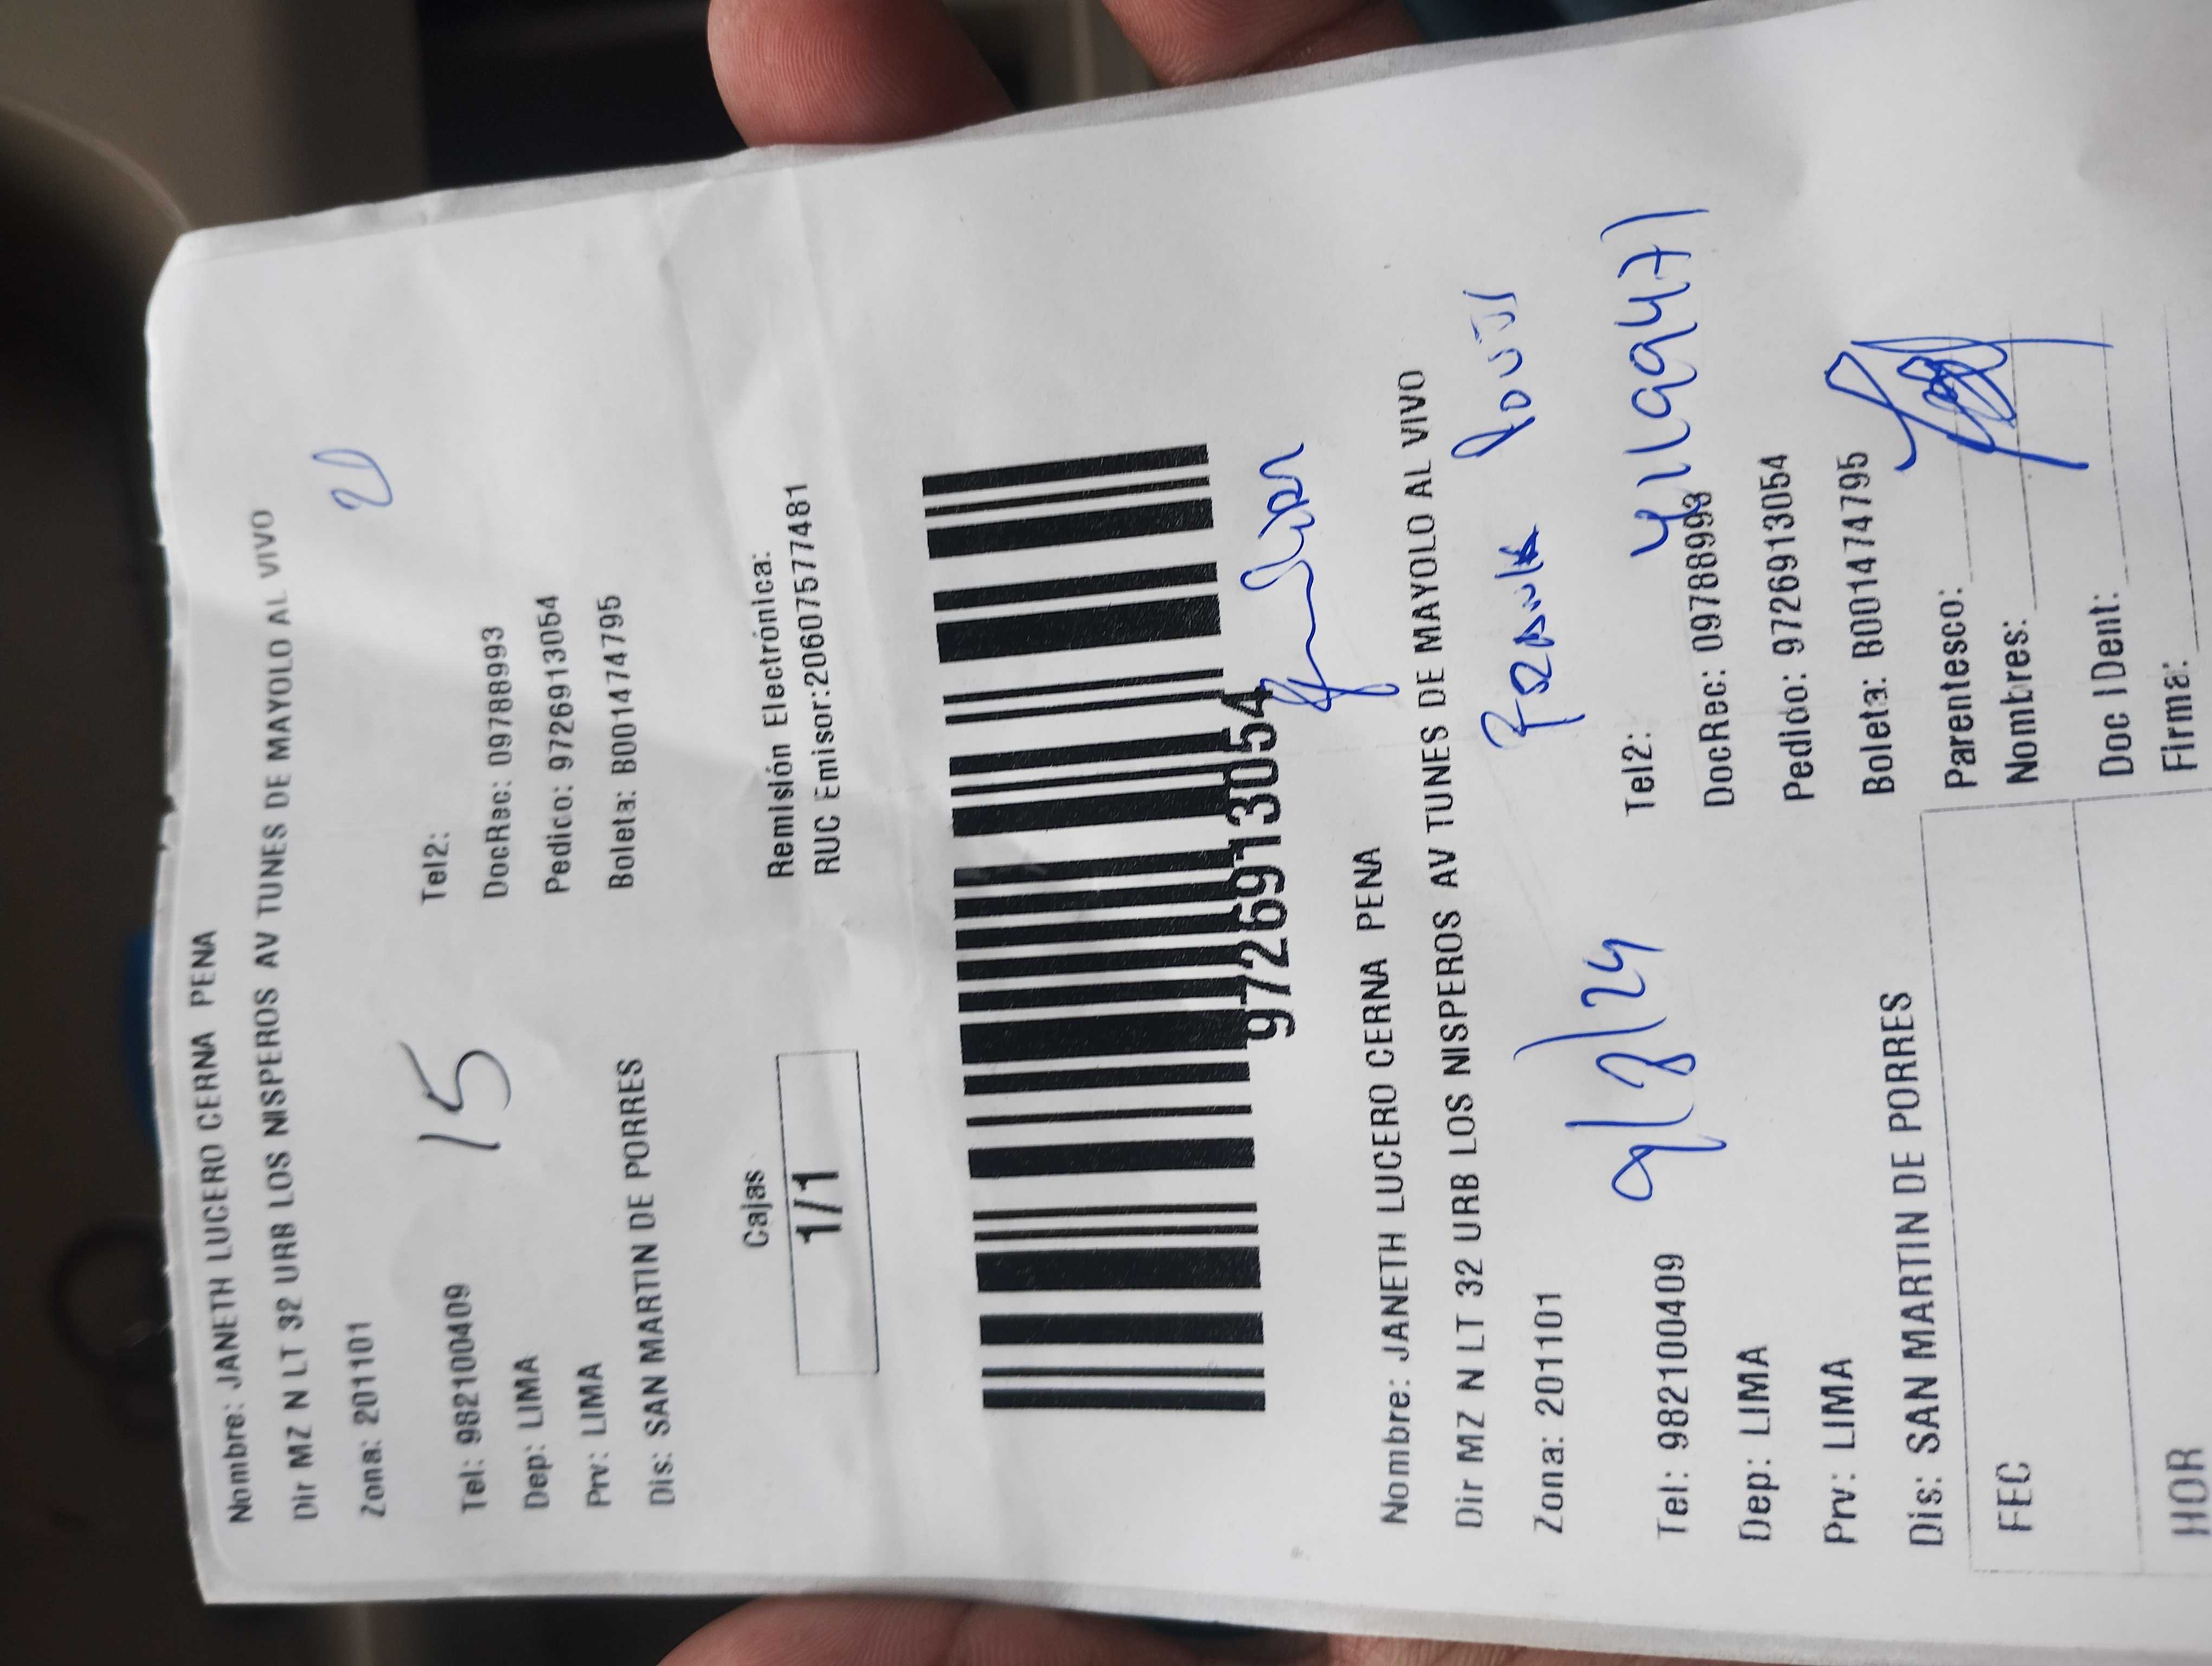 Nombre: JANETH LUCERO CERNA PENA
Dir MZ N LT 32 URB LOS NISPEROS AV TUNES DE MAYOLO AL VIVO
20
Zona: 201101
15
Tel: 982100409
Tel2:
Dep: LIMA
DocRec: 09788993
Prv: LIMA
Pedido: 9726913054
Dis: SAN MARTIN DE PORRES
Boleta: B001474795
Cajas
1/1
Remisión Electrónica:
RUC Emisor:20607577481
9726913054
Nombre: JANETH LUCERO CERNA PENA
Dir MZ N LT 32 URB LOS NISPEROS AV TUNES DE MAYOLO AL VIVO
Frank
Zona: 201101
9/3/24
41199471
Tel: 982100409
Tel2:
Dep: LIMA
DocRec: 09788993
Prv: LIMA
Pedido: 9726913054
Dis: SAN MARTIN DE PORRES
Boleta: B001474795
FEC
Parentesco:
Nombres:
HOR
Doc IDent:
Firma: